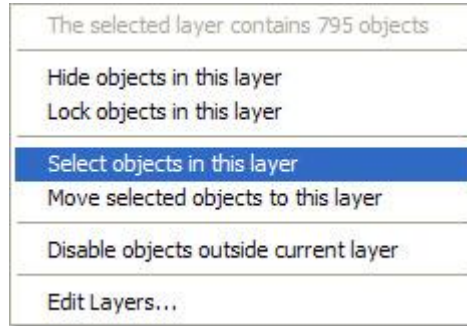 The selected layer contains 795 objects
Hide objects in this layer
Lock objects in this layer
Select objects in this layer
Move selected objects to this layer
Disable objects outside current layer
Edit Layers...